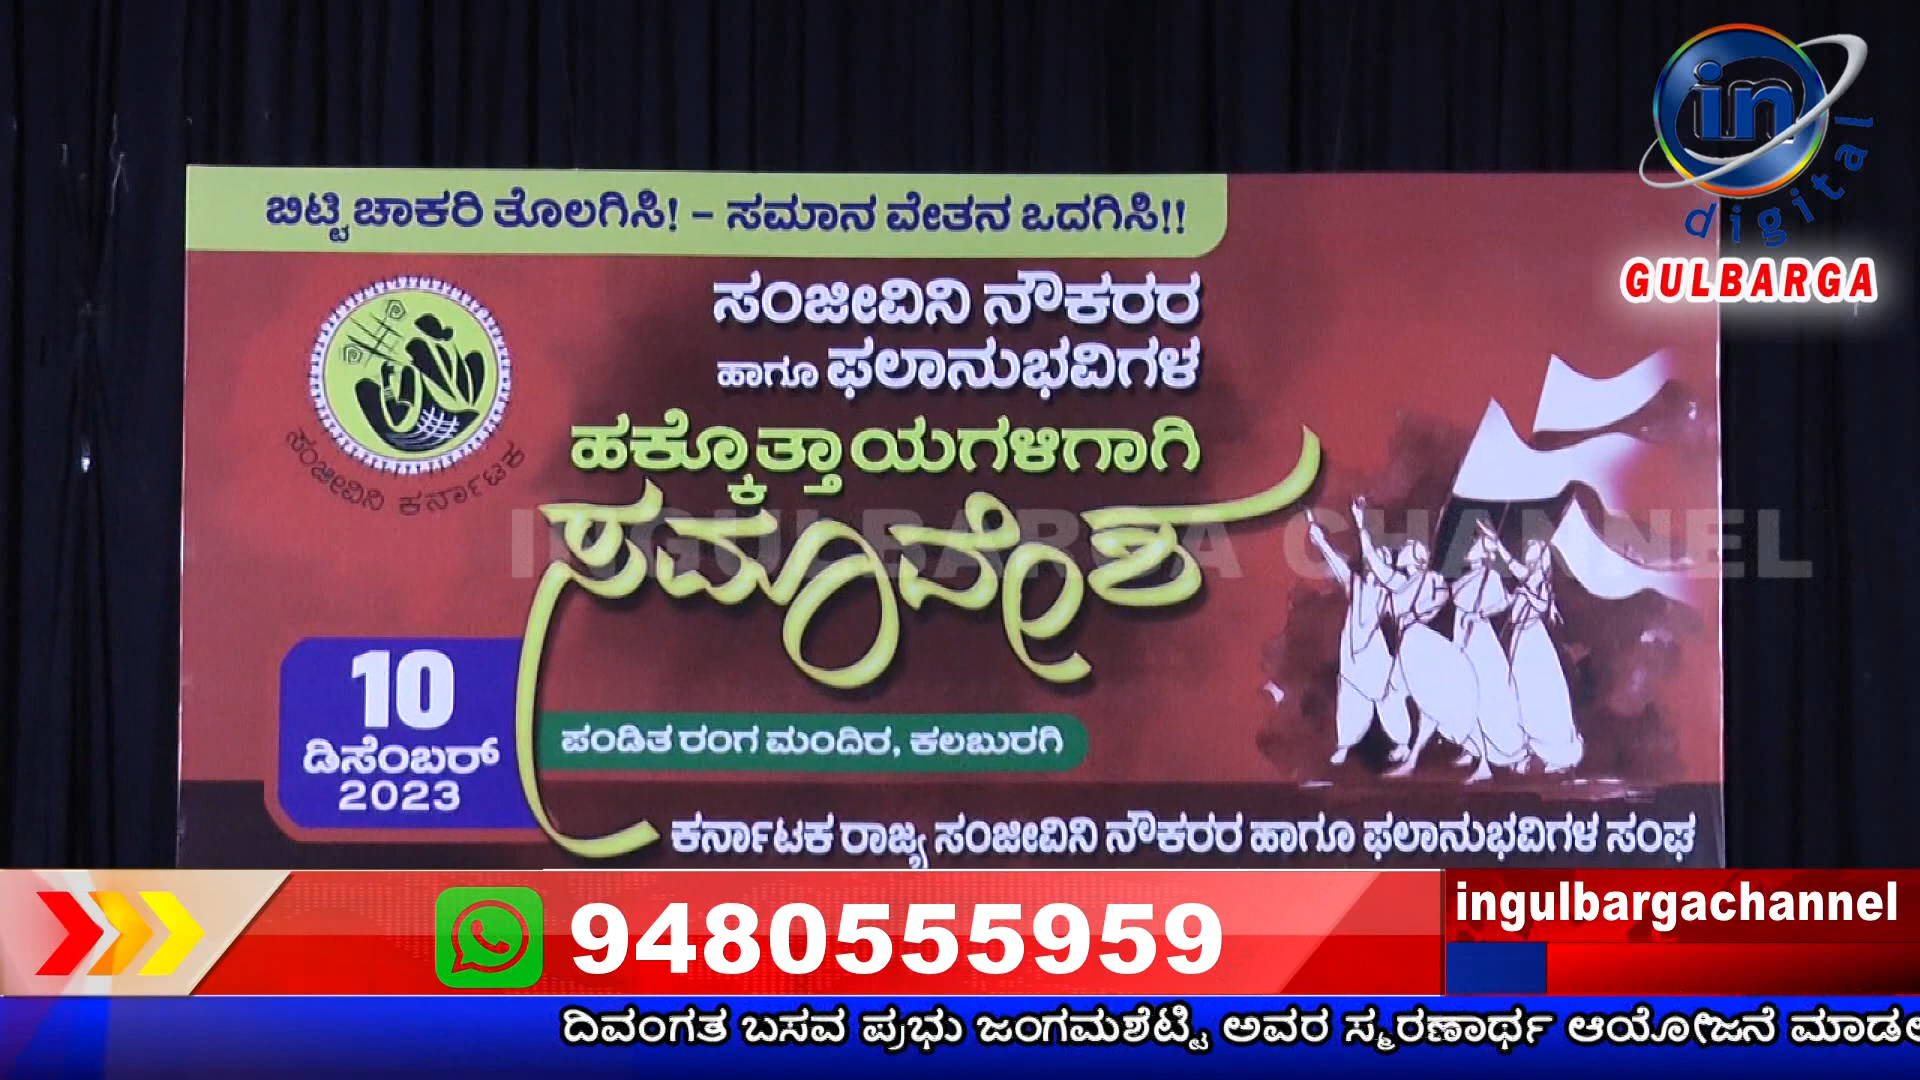 in
digital
GULBARGA
ಬಿಟ್ಟಿ ಚಾಕರಿ ತೊಲಗಿಸಿ! – ಸಮಾನ ವೇತನ ಒದಗಿಸಿ!!
ಸಂಜೀವಿನಿ ನೌಕರರ
ಹಾಗೂ ಫಲಾನುಭವಿಗಳ
ಹಕ್ಕೊತ್ತಾಯಗಳಿಗಾಗಿ
ಸಮಾವೇಶ
ಸಂಜೀವಿನಿ ಕರ್ನಾಟಕ
INGULBARGA CHANNEL
10
ಡಿಸೆಂಬರ್
2023
ಪಂಡಿತ ರಂಗ ಮಂದಿರ, ಕಲಬುರಗಿ
ಕರ್ನಾಟಕ ರಾಜ್ಯ ಸಂಜೀವಿನಿ ನೌಕರರ ಹಾಗೂ ಫಲಾನುಭವಿಗಳ ಸಂಘ
9480555959
ingulbargachannel
ದಿವಂಗತ ಬಸವ ಪ್ರಭು ಜಂಗಮಶೆಟ್ಟಿ ಅವರ ಸ್ಮರಣಾರ್ಥ ಆಯೋಜನೆ